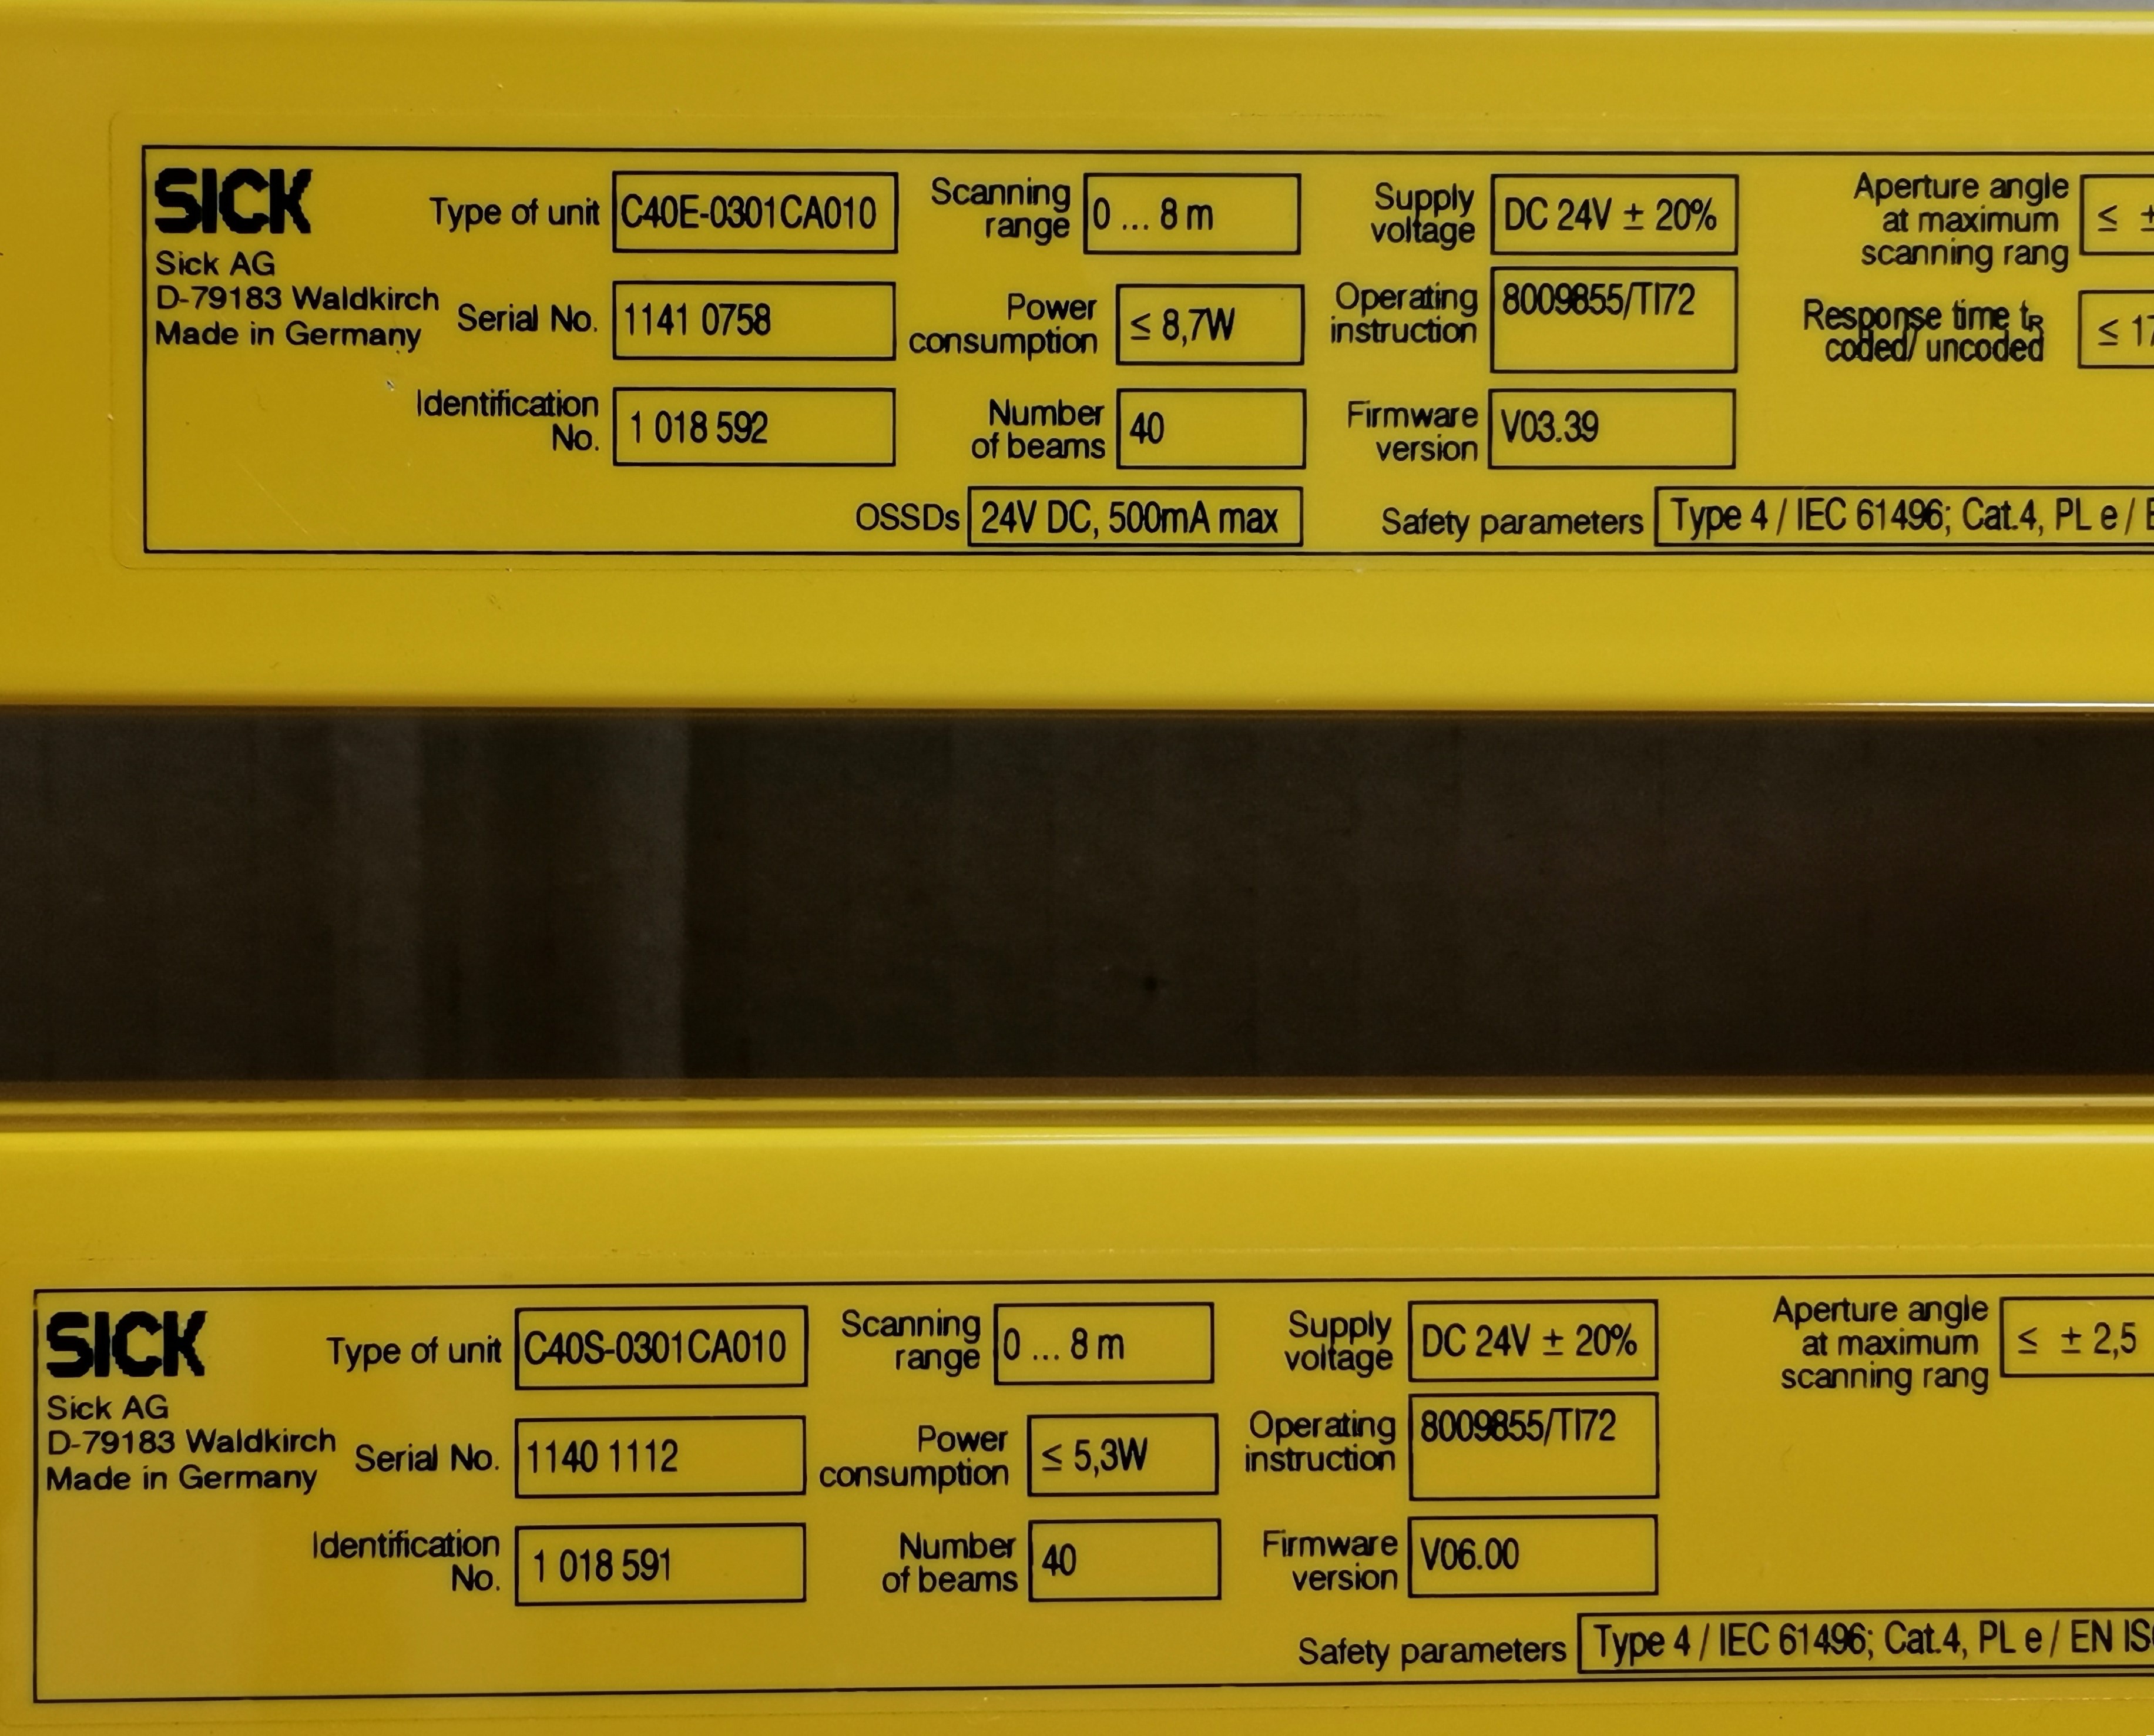 SICK
Sick AG
D-79183 Waldkirch
Made in Germany
Type of unit C40E-0301CA010
Serial No. 1141 0758
Identification
No. 1 018 592
Scanning
range 0 ... 8 m
Power
consumption ≤ 8,7W
Number
of beams 40
OSSDs 24V DC, 500mA max
Supply
voltage DC 24V ± 20%
Operating
instruction 8009855/TI72
Firmware
version V03.39
Aperture angle
at maximum
scanning rang ≤ ±
Response time tR
coded/ uncoded ≤ 17
Safety parameters Type 4 / IEC 61496; Cat.4, PL e /
SICK
Sick AG
D-79183 Waldkirch
Made in Germany
Type of unit C40S-0301CA010
Serial No. 1140 1112
Identification
No. 1 018 591
Scanning
range 0 ... 8 m
Power
consumption ≤ 5,3W
Number
of beams 40
Supply
voltage DC 24V ± 20%
Operating
instruction 8009855/TI72
Firmware
version V06.00
Aperture angle
at maximum
scanning rang ≤ ± 2,5
Safety parameters Type 4 / IEC 61496; Cat.4, PL e / EN IS